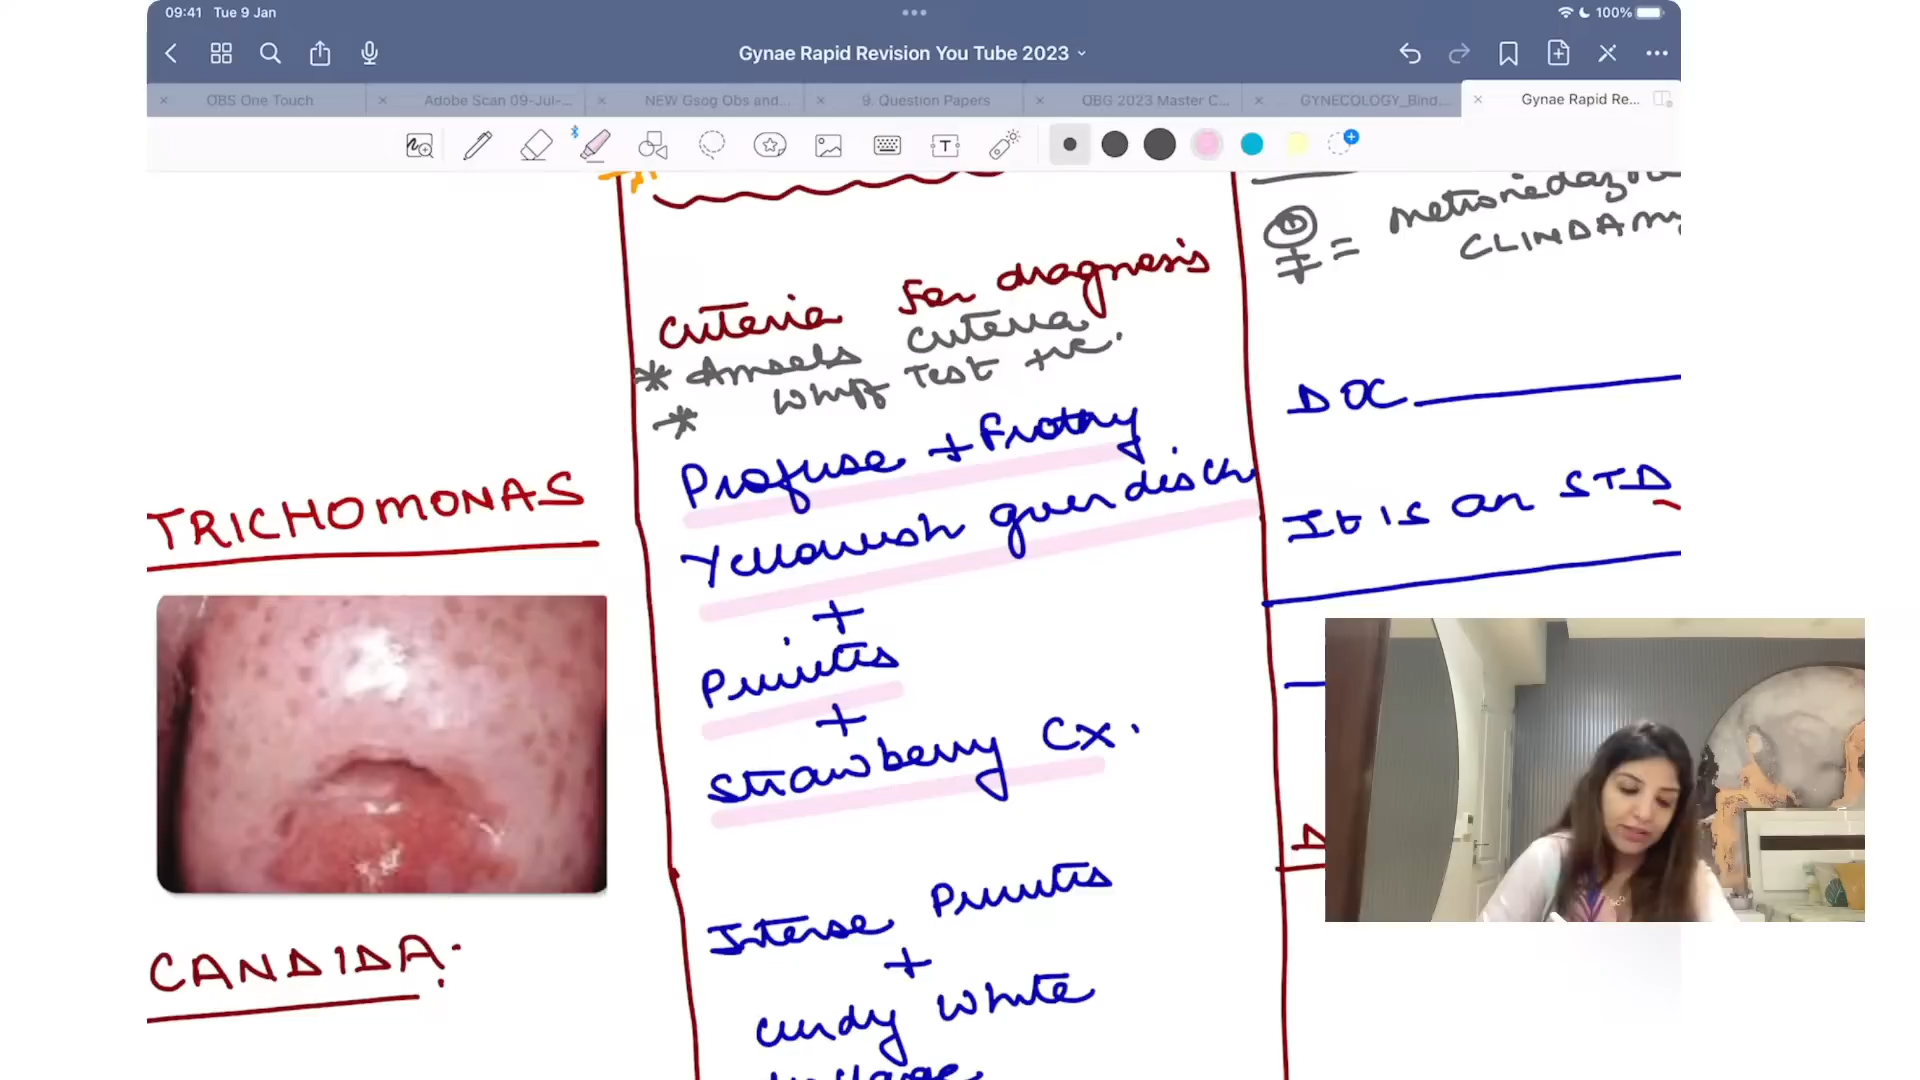 09:41 Tue 9 Jan
100%
Gynae Rapid Revision You Tube 2023
OBS One Touch
Adobe Scan 09-Jul-...
NEW Gsog Obs and...
9. Question Papers
OBG 2023 Master C...
GYNECOLOGY_Bind...
Gynae Rapid Re...
= Metronidazo
CLINDAMY
Criteria for diagnosis
* Amsels Criteria
* Whiff Test +ve.
Profuse + Frothy
Yellowish green disch
+
Pruritis
+
Strawberry Cx.
TRICHOMONAS
DOC
It is an STD
CANDIDA:
Intense Pruritis
+
Curdy White